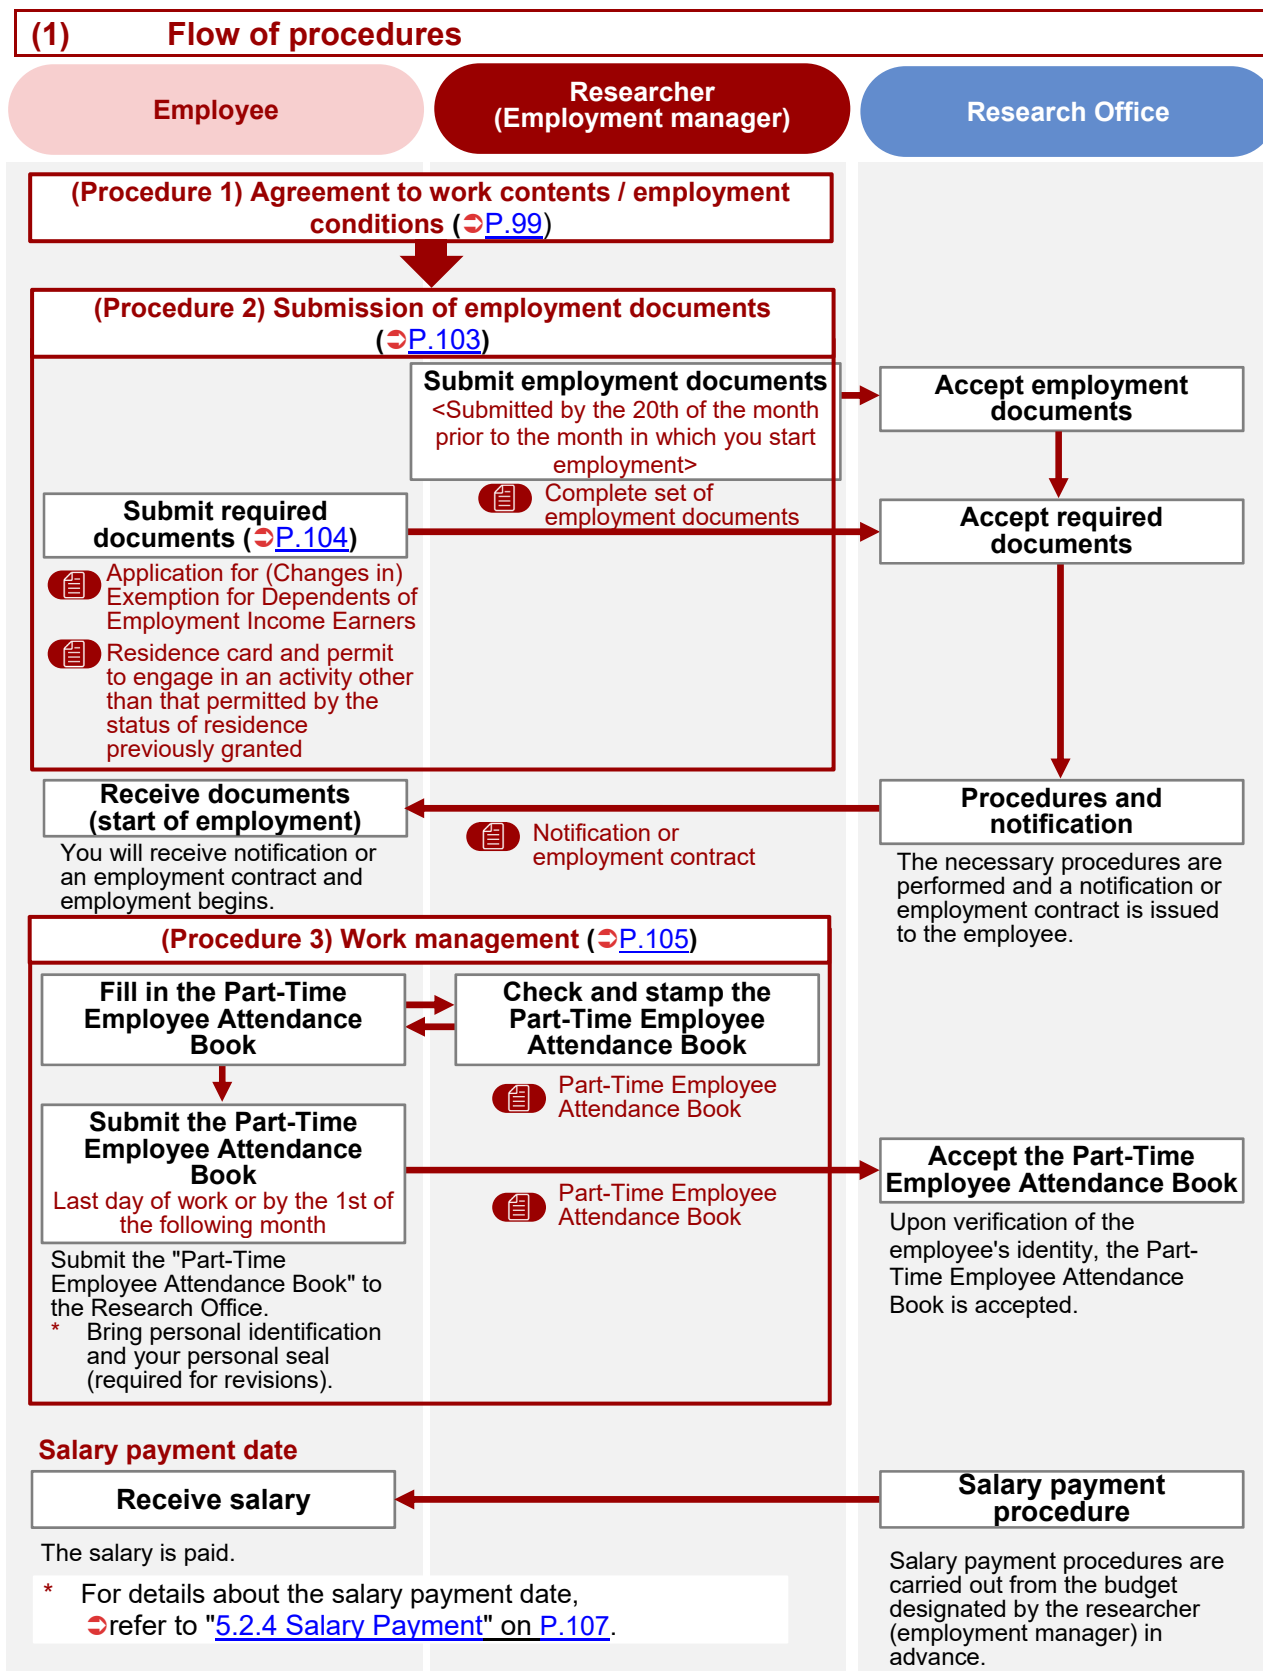 (1) Flow of procedures
Employee
Researcher
(Employment manager)
Research Office
(Procedure 1) Agreement to work contents / employment
conditions (➲P.99)
(Procedure 2) Submission of employment documents
(➲P.103)
Submit employment documents
<Submitted by the 20th of the month
prior to the month in which you start
employment>
Accept employment
documents
Complete set of
employment documents
Submit required
documents (➲P.104)
Accept required
documents
Application for (Changes in)
Exemption for Dependents of
Employment Income Earners
Residence card and permit
to engage in an activity other
than that permitted by the
status of residence
previously granted
Receive documents
(start of employment)
Procedures and
notification
Notification or
employment contract
You will receive notification or
an employment contract and
employment begins.
The necessary procedures are
performed and a notification or
employment contract is issued
to the employee.
(Procedure 3) Work management (➲P.105)
Fill in the Part-Time
Employee Attendance
Book
Check and stamp the
Part-Time Employee
Attendance Book
Part-Time Employee
Attendance Book
Submit the Part-Time
Employee Attendance
Book
Last day of work or by the 1st of
the following month
Part-Time Employee
Attendance Book
Accept the Part-Time
Employee Attendance Book
Submit the "Part-Time
Employee Attendance Book" to
the Research Office.
* Bring personal identification
and your personal seal
(required for revisions).
Upon verification of the
employee's identity, the Part-
Time Employee Attendance
Book is accepted.
Salary payment date
Receive salary
Salary payment
procedure
The salary is paid.
* For details about the salary payment date,
➲refer to "5.2.4 Salary Payment" on P.107.
Salary payment procedures are
carried out from the budget
designated by the researcher
(employment manager) in
advance.